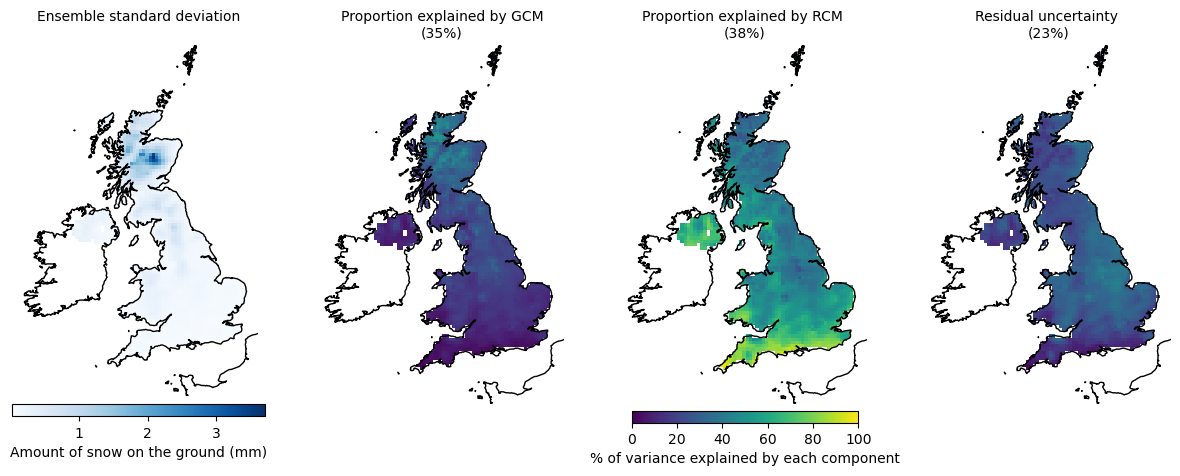 Ensemble standard deviation
Proportion explained by GCM
(35%)
Proportion explained by RCM
(38%)
Residual uncertainty
(23%)
1 2 3
Amount of snow on the ground (mm)
0 20 40 60 80 100
% of variance explained by each component